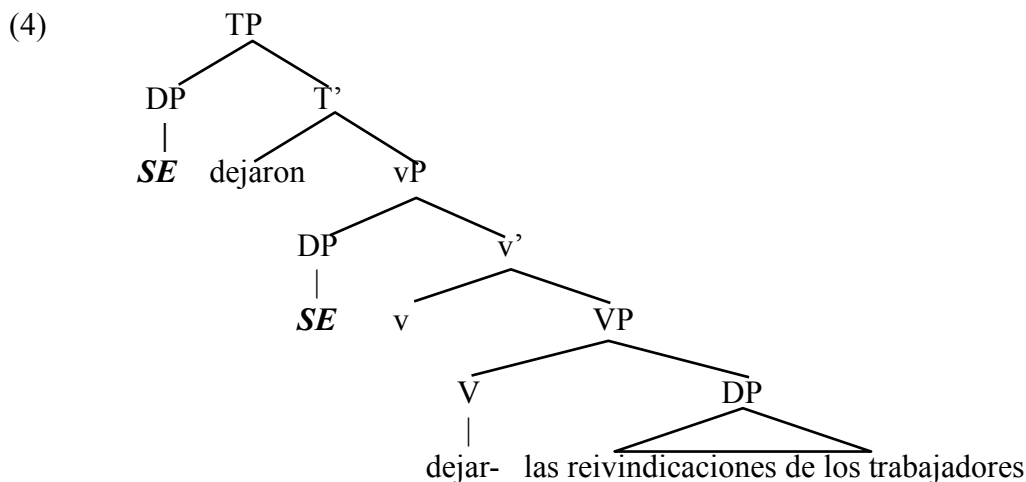 (4) TP
DP T’
| 
SE dejaron vP
DP v’
|
SE v VP
V DP
|
dejar- las reivindicaciones de los trabajadores